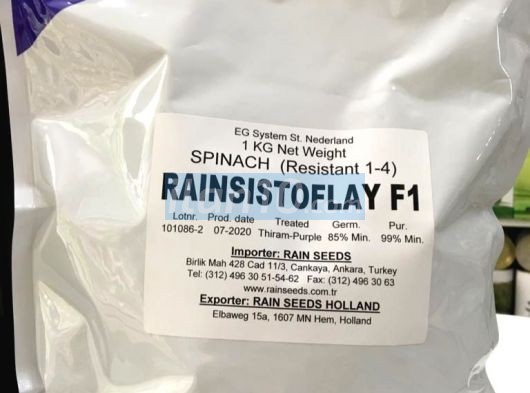 EG System St. Nederland
1 KG Net Weight
SPINACH (Resistant 1-4)
RAINSISTOFLAY F1
Lotnr. Prod. date Treated Germ. Pur.
101086-2 07-2020 Thiram-Purple 85% Min. 99% Min.
Importer: RAIN SEEDS
Birlik Mah 428 Cad 11/3, Cankaya, Ankara, Turkey
Tel: (312) 496 30 51-54-62 Fax: (312) 496 30 63
www.rainseeds.com.tr
Exporter: RAIN SEEDS HOLLAND
Elbaweg 15a, 1607 MN Hem, Holland